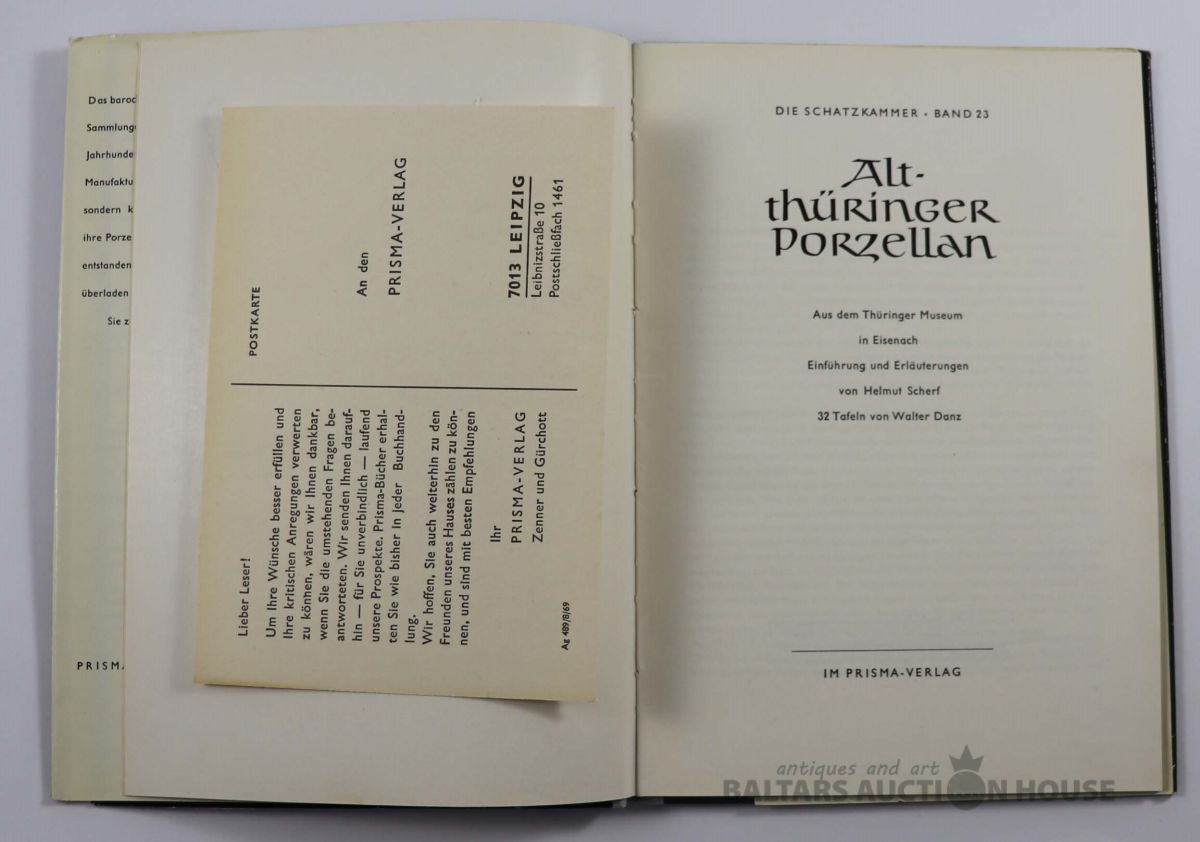 Das baroc
Sammlung
Jahrhunde
Manufaktu
sondern k
ihre Porze
entstanden
überladen
Sie z
PRISM
POSTKARTE
An den
PRISMA-VERLAG
7013 LEIPZIG
Leibnizstraße 10
Postschließfach 1461
Lieber Leser!
Um Ihre Wünsche besser erfüllen und
Ihre kritischen Anregungen verwerten
zu können, wären wir Ihnen dankbar,
wenn Sie die umstehenden Fragen be-
antworteten. Wir senden Ihnen darauf-
hin — für Sie unverbindlich — laufend
unsere Prospekte. Prisma-Bücher erhal-
ten Sie wie bisher in jeder Buchhand-
lung.
Wir hoffen, Sie auch weiterhin zu den
Freunden unseres Hauses zählen zu kön-
nen, und sind mit besten Empfehlungen
Ihr
PRISMA-VERLAG
Zenner und Gürchott
Ag 489/8/69
DIE SCHATZKAMMER · BAND 23
Alt-
thüringer
Porzellan
Aus dem Thüringer Museum
in Eisenach
Einführung und Erläuterungen
von Helmut Scherf
32 Tafeln von Walter Danz
IM PRISMA-VERLAG
antiques and art
BALTARS AUCTION HOUSE